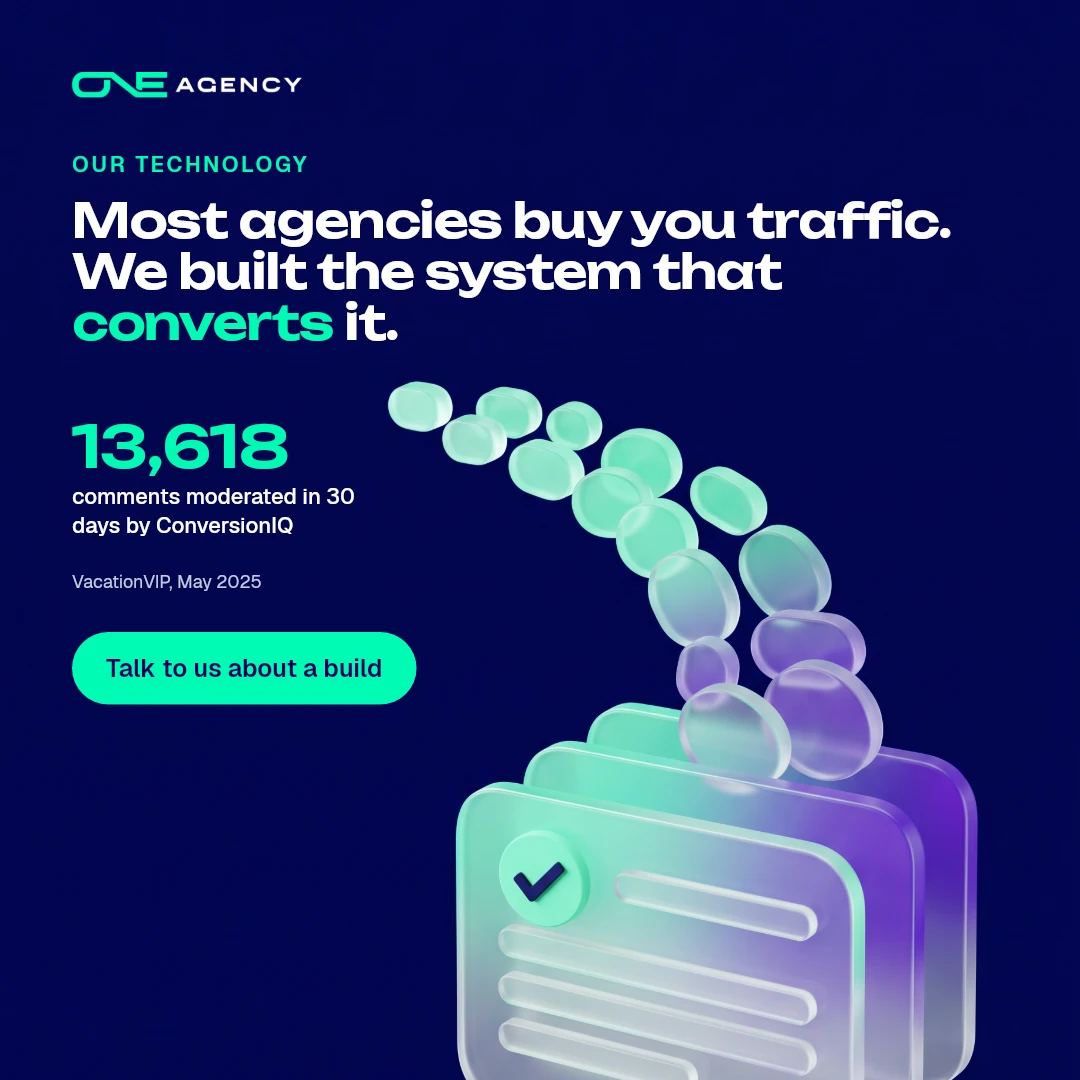 ONE AGENCY
OUR TECHNOLOGY
Most agencies buy you traffic.
We built the system that
converts it.
13,618
comments moderated in 30
days by ConversionIQ
VacationVIP, May 2025
Talk to us about a build